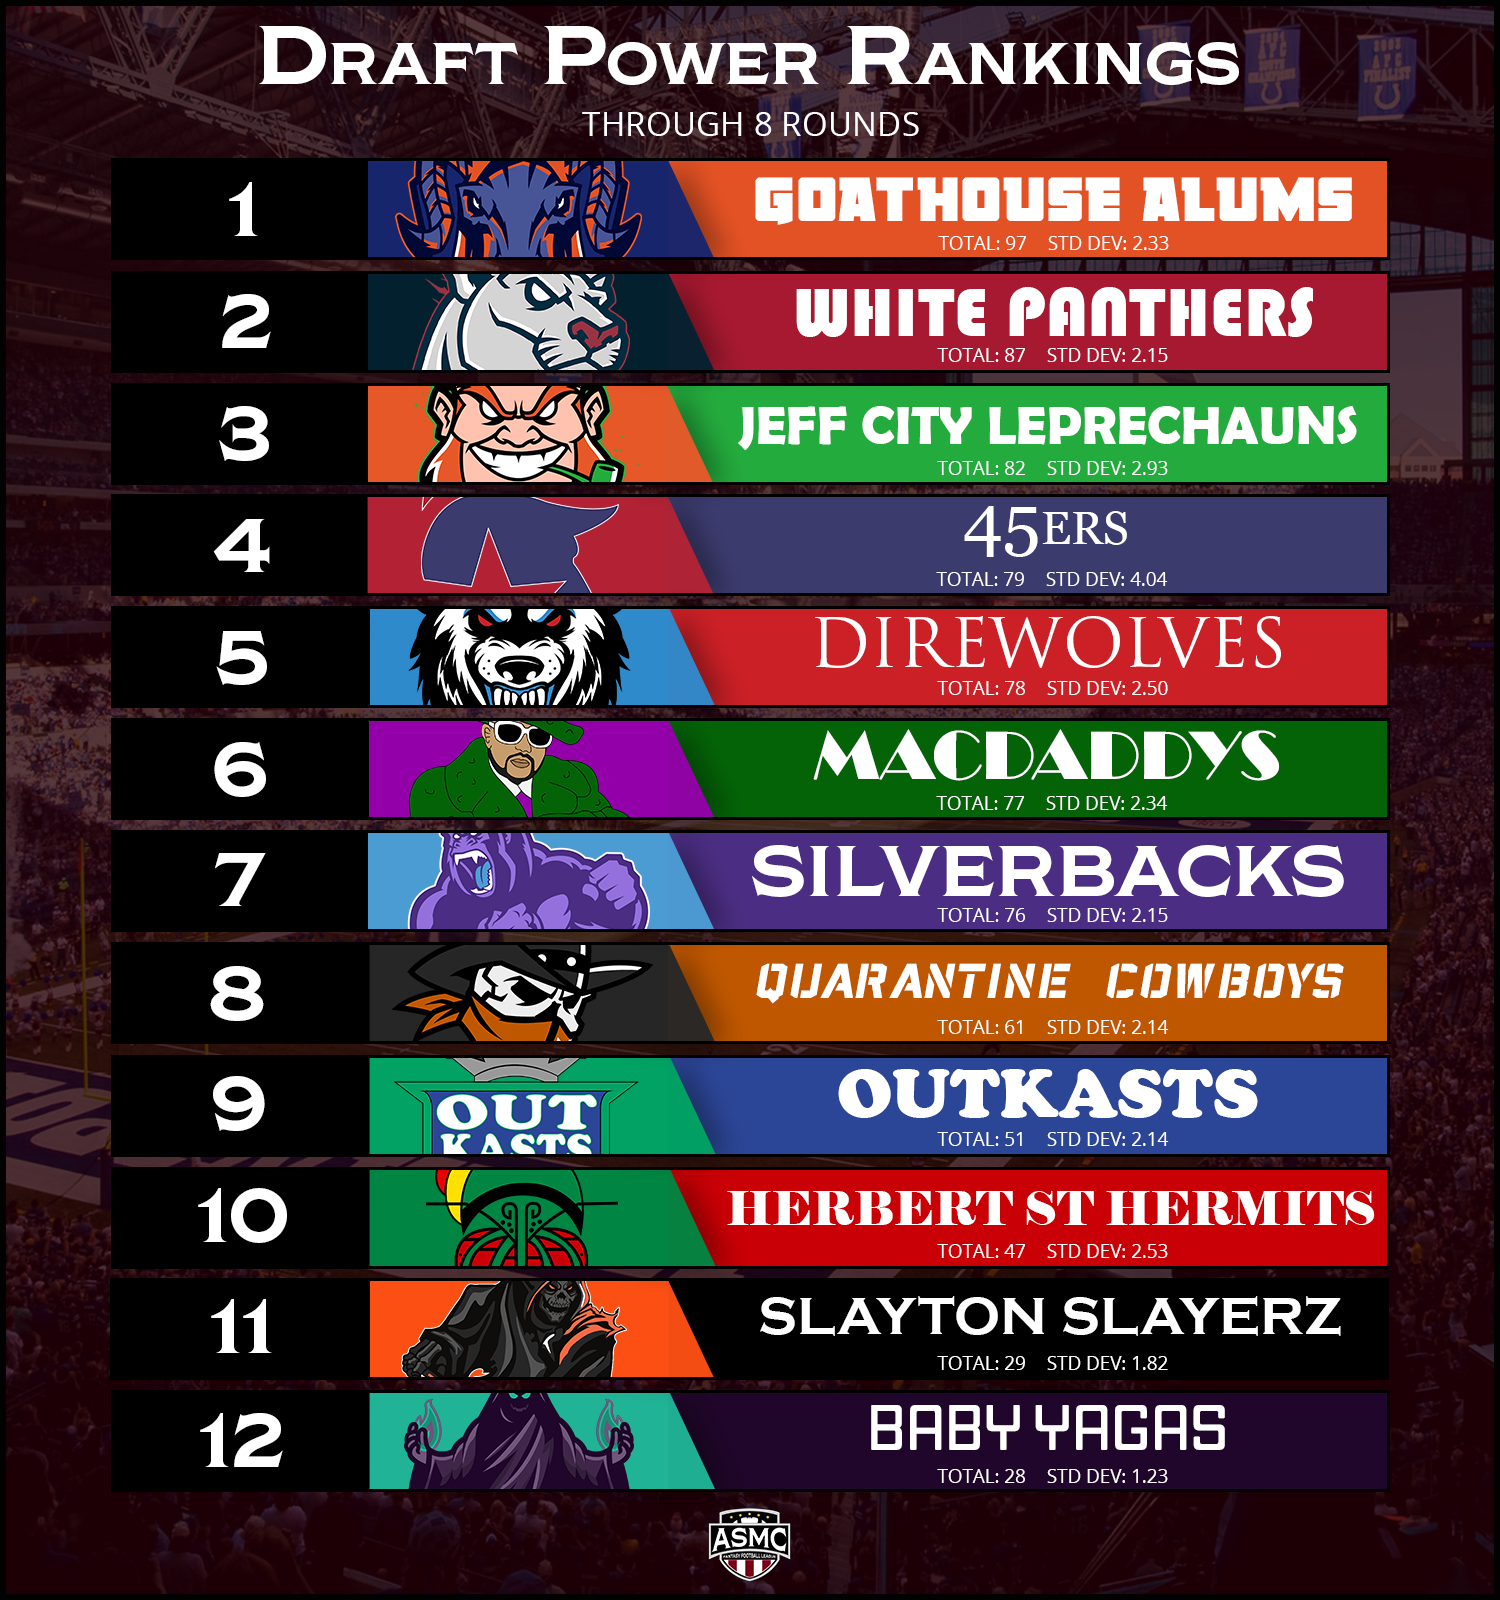 Draft Power Rankings
THROUGH 8 ROUNDS
1
GOATHOUSE ALUMS
TOTAL: 97 STD DEV: 2.33
2
WHITE PANTHERS
TOTAL: 87 STD DEV: 2.15
3
JEFF CITY LEPRECHAUNS
TOTAL: 82 STD DEV: 2.93
4
45ERS
TOTAL: 79 STD DEV: 4.04
5
DIREWOLVES
TOTAL: 78 STD DEV: 2.50
6
MACDADDYS
TOTAL: 77 STD DEV: 2.34
7
SILVERBACKS
TOTAL: 76 STD DEV: 2.15
8
QUARANTINE COWBOYS
TOTAL: 61 STD DEV: 2.14
9
OUT
KASTS
OUTKASTS
TOTAL: 51 STD DEV: 2.14
10
HERBERT ST HERMITS
TOTAL: 47 STD DEV: 2.53
11
SLAYTON SLAYERZ
TOTAL: 29 STD DEV: 1.82
12
BABY YAGAS
TOTAL: 28 STD DEV: 1.23
ASMC
FANTASY FOOTBALL LEAGUE